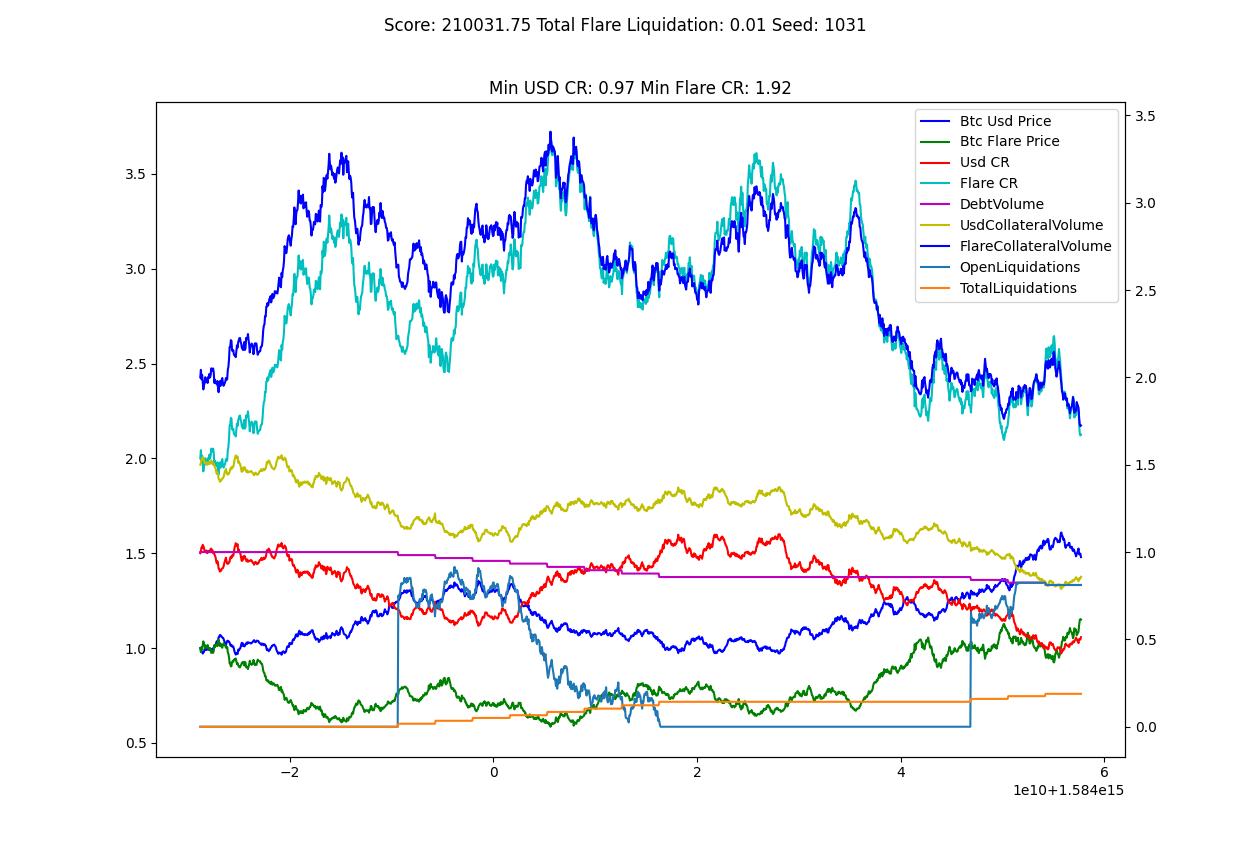 Score: 210031.75 Total Flare Liquidation: 0.01 Seed: 1031
Min USD CR: 0.97 Min Flare CR: 1.92
Btc Usd Price
Btc Flare Price
Usd CR
Flare CR
DebtVolume
UsdCollateralVolume
FlareCollateralVolume
OpenLiquidations
TotalLiquidations
3.5
3.0
2.5
2.0
1.5
1.0
0.5
3.5
3.0
2.5
2.0
1.5
1.0
0.5
0.0
−2
0
2
4
6
1e10+1.584e15